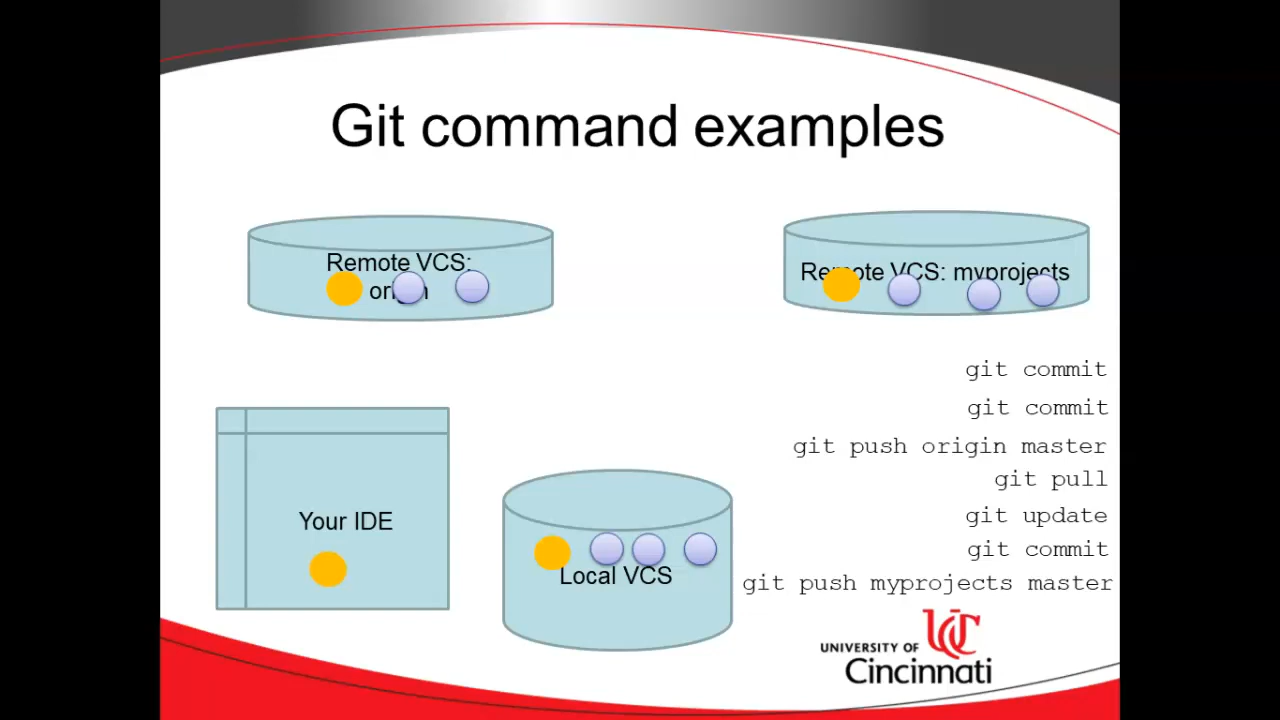 Git command examples
Remote VCS:
origin
Remote VCS: myprojects
git commit
git commit
git push origin master
git pull
git update
git commit
git push myprojects master
Your IDE
Local VCS
UC
UNIVERSITY OF
Cincinnati